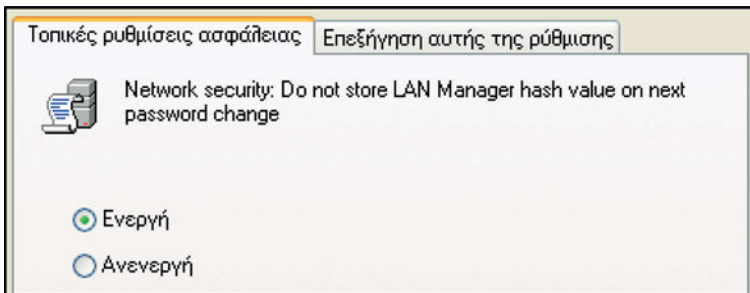 Τοπικές ρυθμίσεις ασφάλειας
Επεξήγηση αυτής της ρύθμισης
Network security: Do not store LAN Manager hash value on next
password change
Ενεργή
Ανενεργή